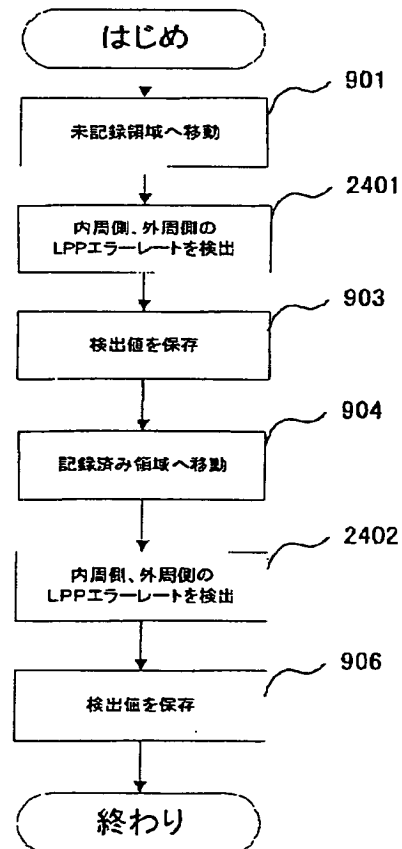 はじめ
901
未記録領域へ移動
2401
内周側、外周側の
LPPエラーレートを検出
903
検出値を保存
904
記録済み領域へ移動
2402
内周側、外周側の
LPPエラーレートを検出
906
検出値を保存
終わり